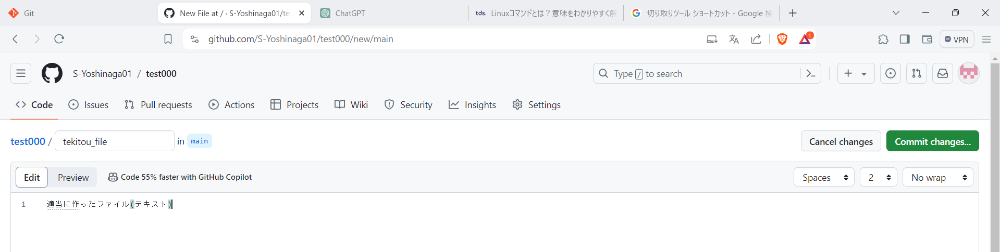 Git
New File at / · S-Yoshinaga01/te
ChatGPT
tds. Linuxコマンドとは？意味をわかりやすく解
切り取りツール ショートカット - Google 検
github.com/S-Yoshinaga01/test000/new/main
1
VPN
S-Yoshinaga01 / test000
Type / to search
Code
Issues
Pull requests
Actions
Projects
Wiki
Security
Insights
Settings
test000 / tekitou_file in main
Cancel changes
Commit changes...
Edit
Preview
Code 55% faster with GitHub Copilot
Spaces
2
No wrap
1 適当に作ったファイル(テキスト)